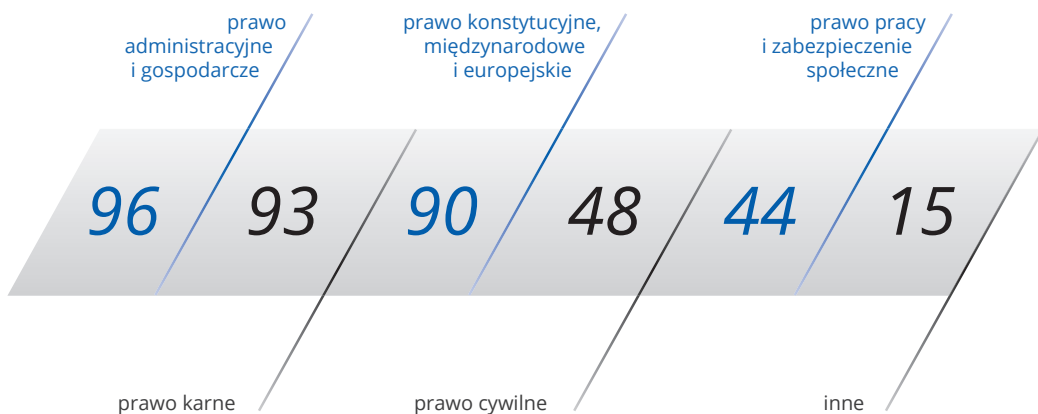 prawo
administracyjne
i gospodarcze
prawo konstytucyjne,
międzynarodowe
i europejskie
prawo pracy
i zabezpieczenie
społeczne
96 93 90 48 44 15
prawo karne
prawo cywilne
inne